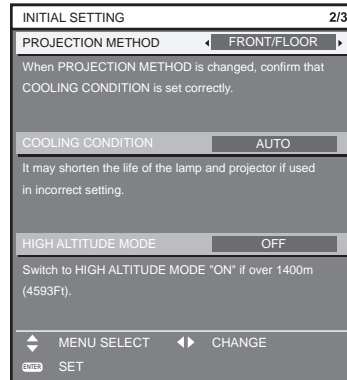 INITIAL SETTING 2/3
PROJECTION METHOD FRONT/FLOOR
When PROJECTION METHOD is changed, confirm that
COOLING CONDITION is set correctly.
COOLING CONDITION AUTO
It may shorten the life of the lamp and projector if used
in incorrect setting.
HIGH ALTITUDE MODE OFF
Switch to HIGH ALTITUDE MODE "ON" if over 1400m
(4593Ft).
MENU SELECT CHANGE
ENTER SET